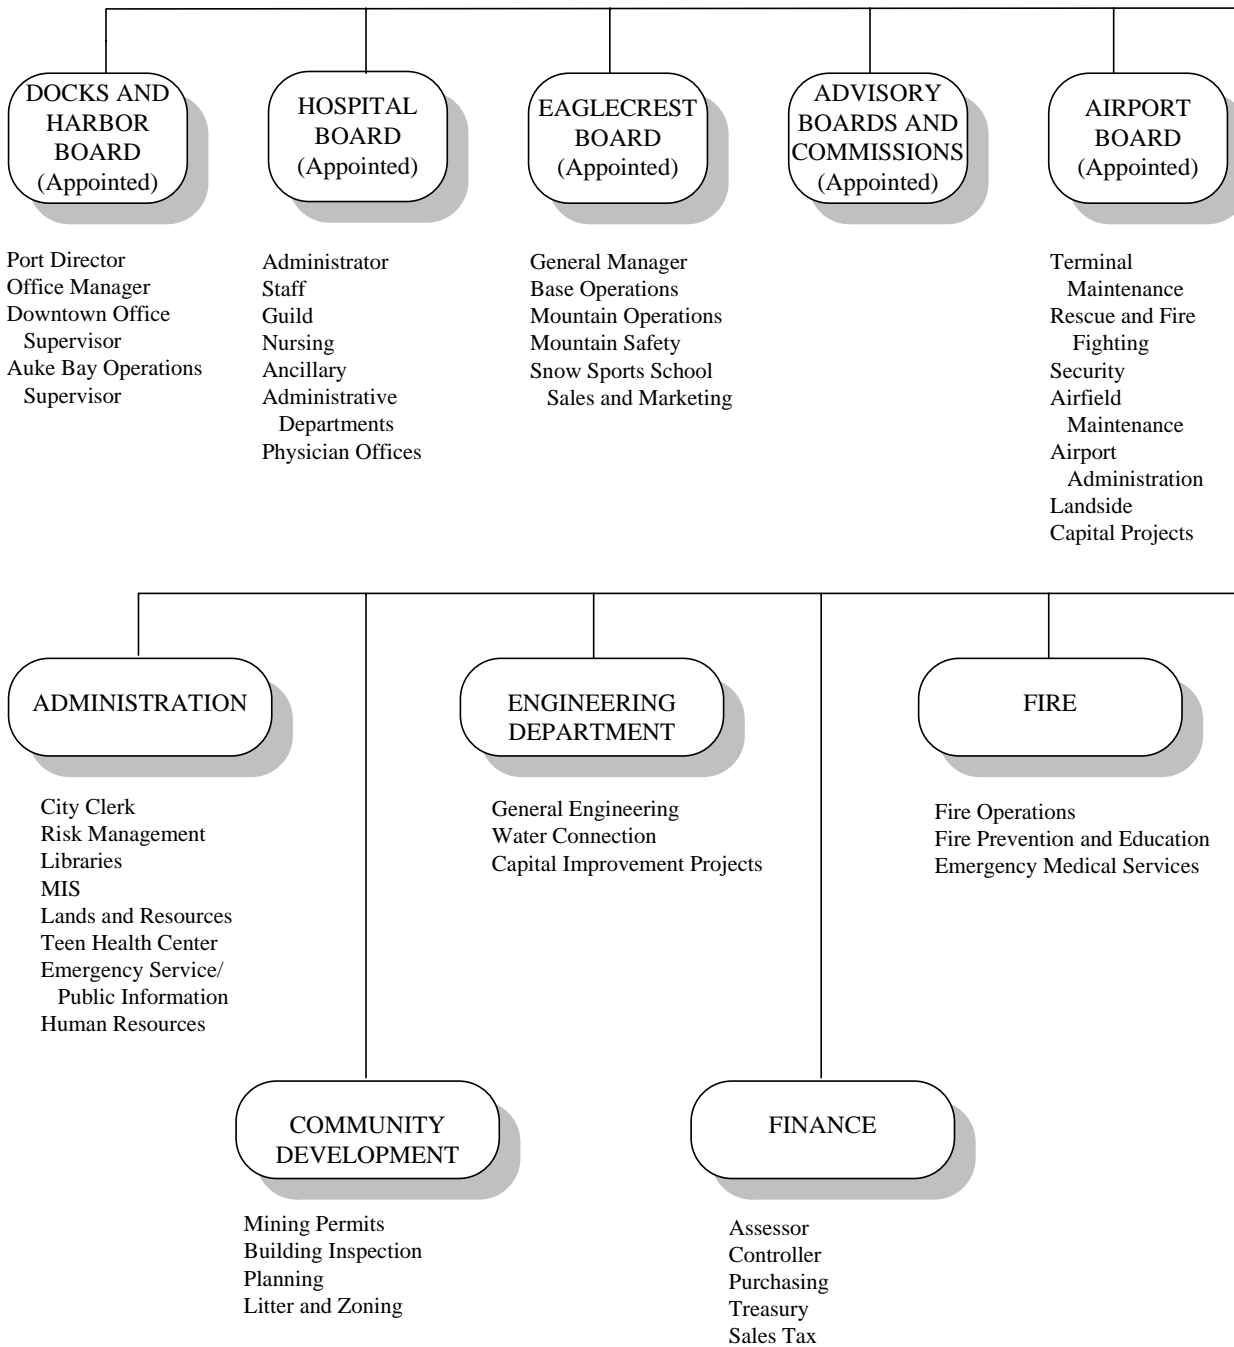 DOCKS AND
HARBOR
BOARD
(Appointed)
HOSPITAL
BOARD
(Appointed)
EAGLECREST
BOARD
(Appointed)
ADVISORY
BOARDS AND
COMMISSIONS
(Appointed)
AIRPORT
BOARD
(Appointed)
Port Director
Office Manager
Downtown Office
Supervisor
Auke Bay Operations
Supervisor
Administrator
Staff
Guild
Nursing
Ancillary
Administrative
Departments
Physician Offices
General Manager
Base Operations
Mountain Operations
Mountain Safety
Snow Sports School
Sales and Marketing
Terminal
Maintenance
Rescue and Fire
Fighting
Security
Airfield
Maintenance
Airport
Administration
Landside
Capital Projects
ADMINISTRATION
ENGINEERING
DEPARTMENT
FIRE
City Clerk
Risk Management
Libraries
MIS
Lands and Resources
Teen Health Center
Emergency Service/
Public Information
Human Resources
General Engineering
Water Connection
Capital Improvement Projects
Fire Operations
Fire Prevention and Education
Emergency Medical Services
COMMUNITY
DEVELOPMENT
FINANCE
Mining Permits
Building Inspection
Planning
Litter and Zoning
Assessor
Controller
Purchasing
Treasury
Sales Tax